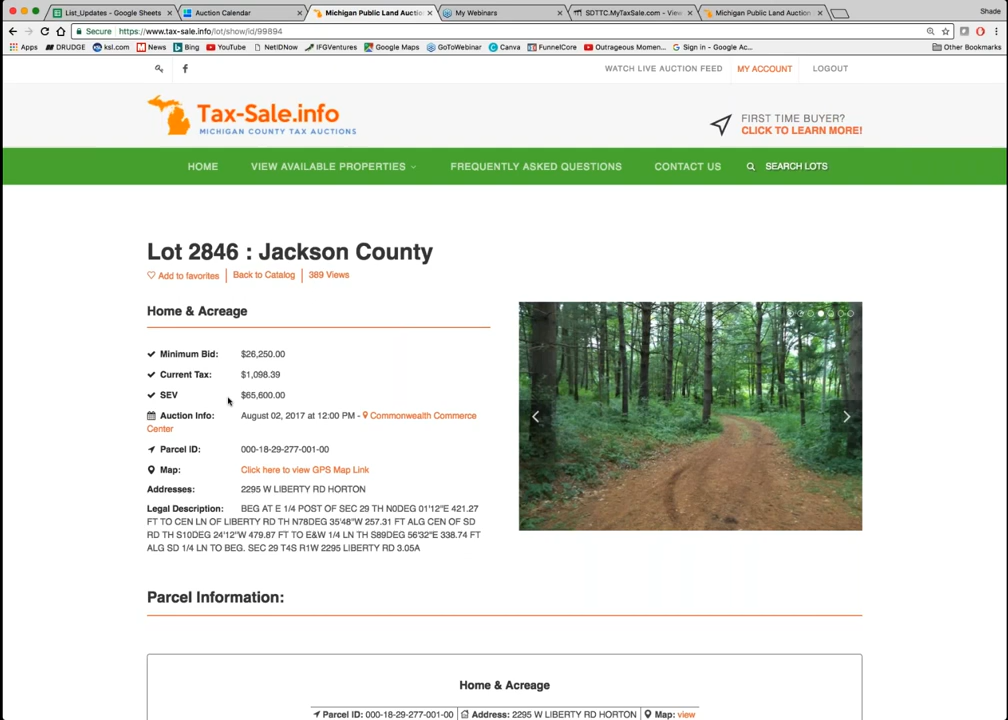 List_Updates - Google Sheets × Auction Calendar × Michigan Public Land Auctio × My Webinars × SDTTC.MyTaxSale.com - View × Michigan Public Land Auction × Shade
Secure https://www.tax-sale.info/lot/show/id/99894
Apps DRUDGE ksl.com News Bing YouTube NetIDNow IFGVentures Google Maps GoToWebinar Canva FunnelCore Outrageous Momen... Sign in - Google Ac... Other Bookmarks
WATCH LIVE AUCTION FEED MY ACCOUNT LOGOUT
Tax-Sale.info
MICHIGAN COUNTY TAX AUCTIONS
FIRST TIME BUYER?
CLICK TO LEARN MORE!
HOME VIEW AVAILABLE PROPERTIES FREQUENTLY ASKED QUESTIONS CONTACT US SEARCH LOTS
Lot 2846 : Jackson County
Add to favorites | Back to Catalog | 389 Views
Home & Acreage
Minimum Bid: $26,250.00
Current Tax: $1,098.39
SEV $65,600.00
Auction Info: August 02, 2017 at 12:00 PM - Commonwealth Commerce
Center
Parcel ID: 000-18-29-277-001-00
Map: Click here to view GPS Map Link
Addresses: 2295 W LIBERTY RD HORTON
Legal Description: BEG AT E 1/4 POST OF SEC 29 TH N0DEG 01'12"E 421.27
FT TO CEN LN OF LIBERTY RD TH N78DEG 35'48"W 257.31 FT ALG CEN OF SD
RD TH S10DEG 24'12"W 479.87 FT TO E&W 1/4 LN TH S89DEG 56'32"E 338.74 FT
ALG SD 1/4 LN TO BEG. SEC 29 T4S R1W 2295 LIBERTY RD 3.05A
Parcel Information:
Home & Acreage
Parcel ID: 000-18-29-277-001-00 | Address: 2295 W LIBERTY RD HORTON | Map: view